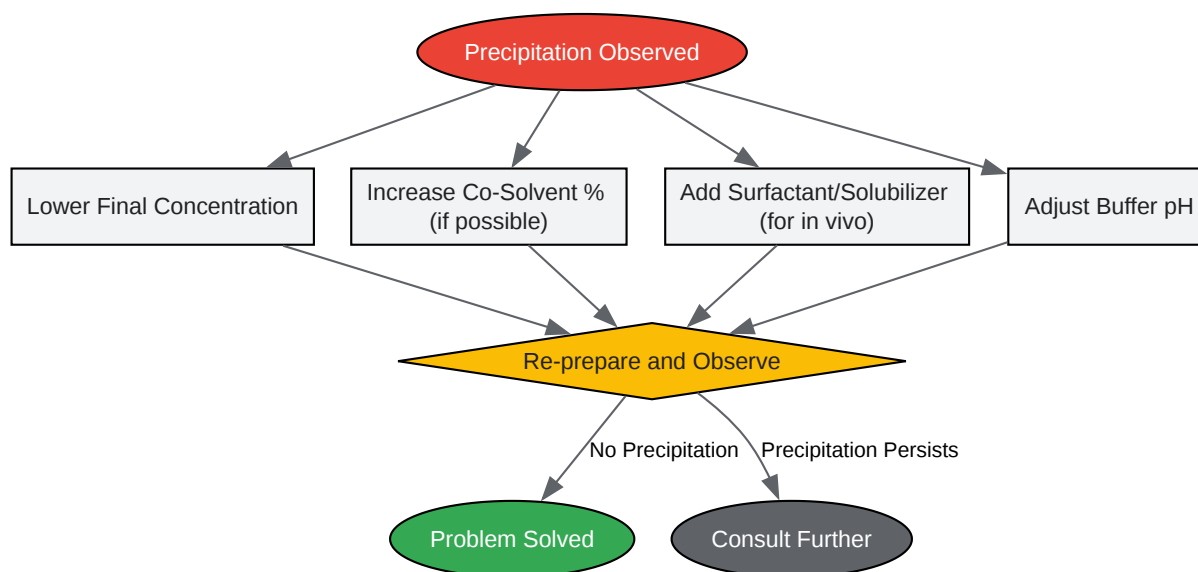 Precipitation Observed
Lower Final Concentration
Increase Co-Solvent %
(if possible)
Add Surfactant/Solubilizer
(for in vivo)
Adjust Buffer pH
Re-prepare and Observe
No Precipitation
Precipitation Persists
Problem Solved
Consult Further